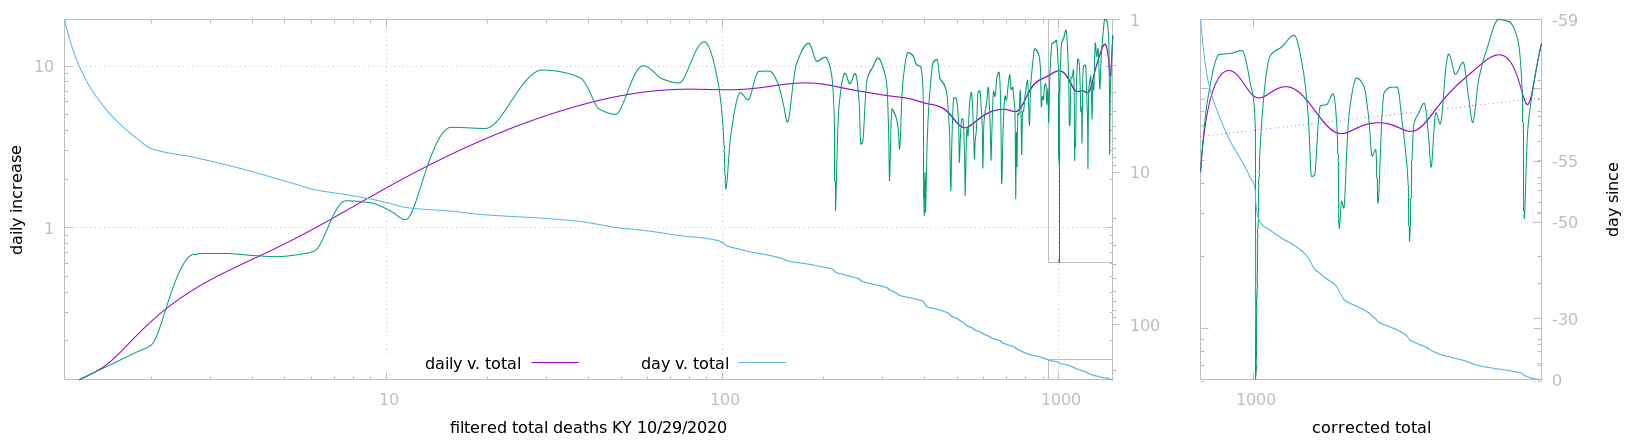 1
-59
10
10
-55
-50
1
-30
100
daily v. total
day v. total
0
10
100
1000
1000
filtered total deaths KY 10/29/2020
corrected total
daily increase
day since